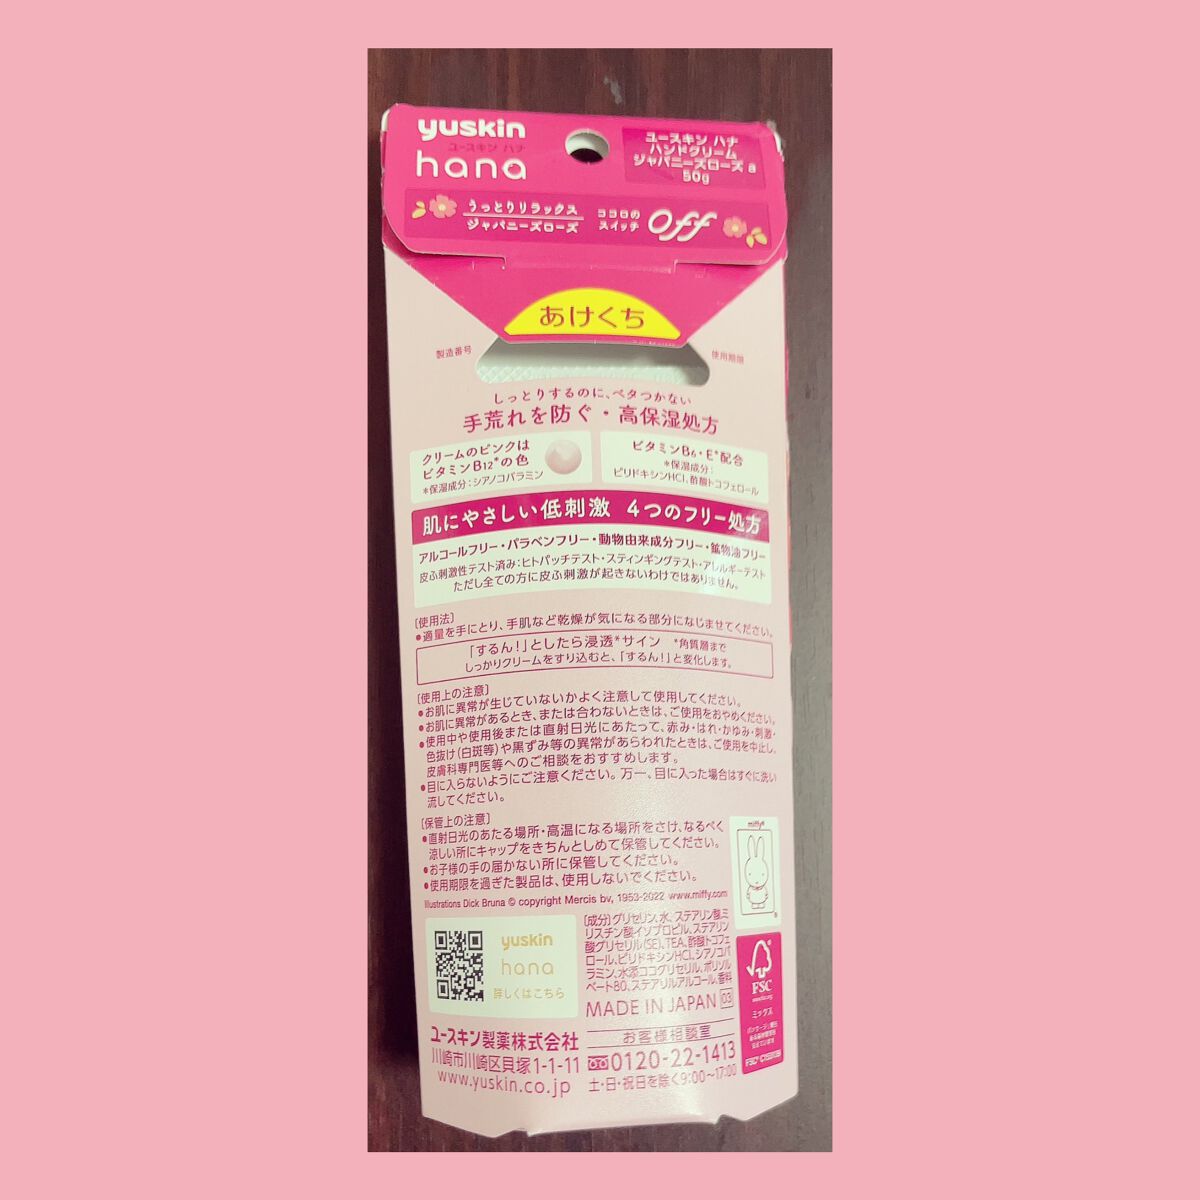 yuskin
ユースキン ハナ
hana
ユースキン ハナ
ハンドクリーム
ジャパニーズローズ a
50g
うっとりリラックス
ジャパニーズローズ
ココロの
スイッチ
off
あけくち
製造番号
使用期限
しっとりするのに、ベタつかない
手荒れを防ぐ・高保湿処方
クリームのピンクは
ビタミンB12*の色
*保湿成分:シアノコバラミン
ビタミンB6・E*配合
*保湿成分:
ピリドキシンHCl、酢酸トコフェロール
肌にやさしい低刺激 4つのフリー処方
アルコールフリー・パラベンフリー・動物由来成分フリー・鉱物油フリー
皮ふ刺激性テスト済み:ヒトパッチテスト・スティンギングテスト・アレルギーテスト
ただし全ての方に皮ふ刺激が起きないわけではありません。
〔使用法〕
●適量を手にとり、手肌など乾燥が気になる部分になじませてください。
「するん!」としたら浸透*サイン *角質層まで
しっかりクリームをすり込むと、「するん!」と変化します。
〔使用上の注意〕
●お肌に異常が生じていないかよく注意して使用してください。
●お肌に異常があるとき、または合わないときは、ご使用をおやめください。
●使用中や使用後または直射日光にあたって、赤み・はれ・かゆみ・刺激・
色抜け(白斑等)や黒ずみ等の異常があらわれたときは、ご使用を中止し、
皮膚科専門医等へのご相談をおすすめします。
●目に入らないようにご注意ください。万一、目に入った場合はすぐに洗い
流してください。
〔保管上の注意〕
●直射日光のあたる場所・高温になる場所をさけ、なるべく
涼しい所にキャップをきちんとしめて保管してください。
●お子様の手の届かない所に保管してください。
●使用期限を過ぎた製品は、使用しないでください。
Illustrations Dick Bruna © copyright Mercis bv, 1953-2022 www.miffy.com
miffy®
yuskin
hana
詳しくはこちら
〔成分〕グリセリン、水、ステアリン酸、ミ
リスチン酸イソプロピル、ステアリン
酸グリセリル(SE)、TEA、酢酸トコフェ
ロール、ピリドキシンHCl、シアノコバ
ラミン、水添ココグリセリル、ポリソル
ベート80、ステアリルアルコール、香料
MADE IN JAPAN 03
FSC
ミックス
ユースキン製薬株式会社
川崎市川崎区貝塚1-1-11
www.yuskin.co.jp
お客様相談室
0120-22-1413
土・日・祝日を除く9:00〜17:00